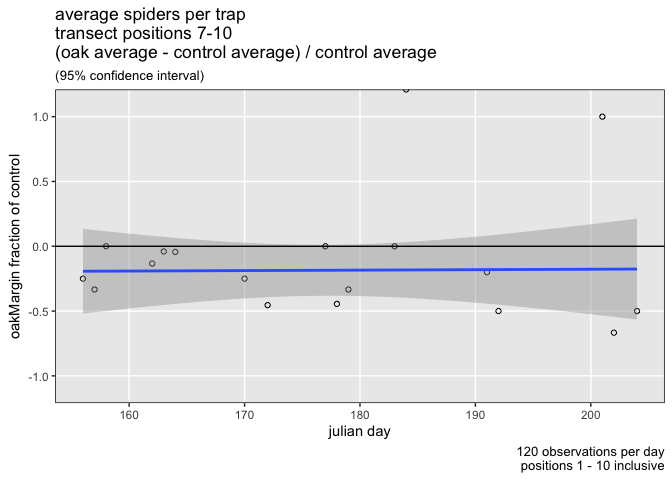 average spiders per trap
transect positions 7-10
(oak average - control average) / control average
(95% confidence interval)
oakMargin fraction of control
1.0
0.5
0.0
-0.5
-1.0
160 170 180 190 200
julian day
120 observations per day
positions 1 - 10 inclusive